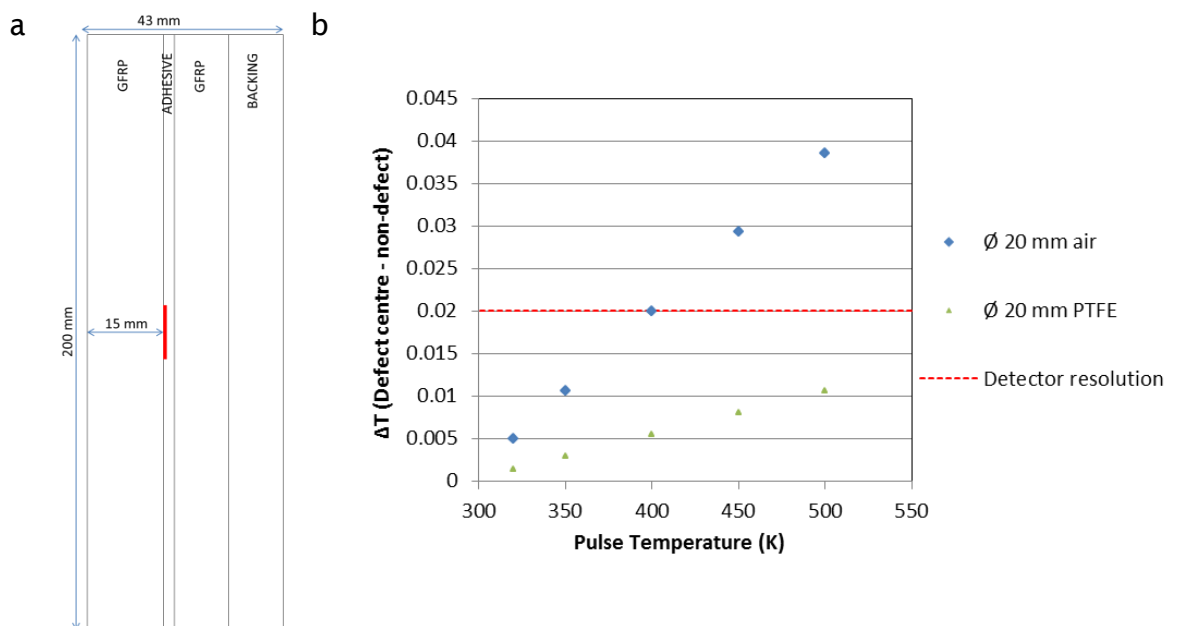 a
43 mm
GFRP
ADHESIVE
GFRP
BACKING
15 mm
200 mm
b
0.045
0.04
0.035
0.03
0.025
0.02
0.015
0.01
0.005
0
300 350 400 450 500 550
ΔT (Defect centre - non-defect)
Pulse Temperature (K)
Ø 20 mm air
Ø 20 mm PTFE
Detector resolution